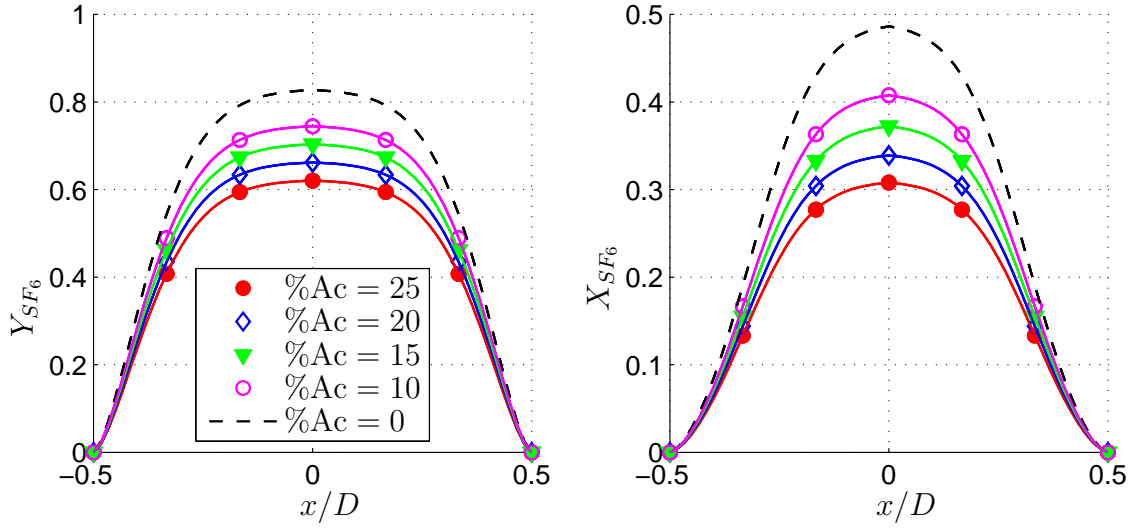 1
0.8
0.6
0.4
0.2
0
−0.5
0
0.5
x/D
Y_{SF_6}
%Ac = 25
%Ac = 20
%Ac = 15
%Ac = 10
%Ac = 0
0.5
0.4
0.3
0.2
0.1
0
−0.5
0
0.5
x/D
X_{SF_6}